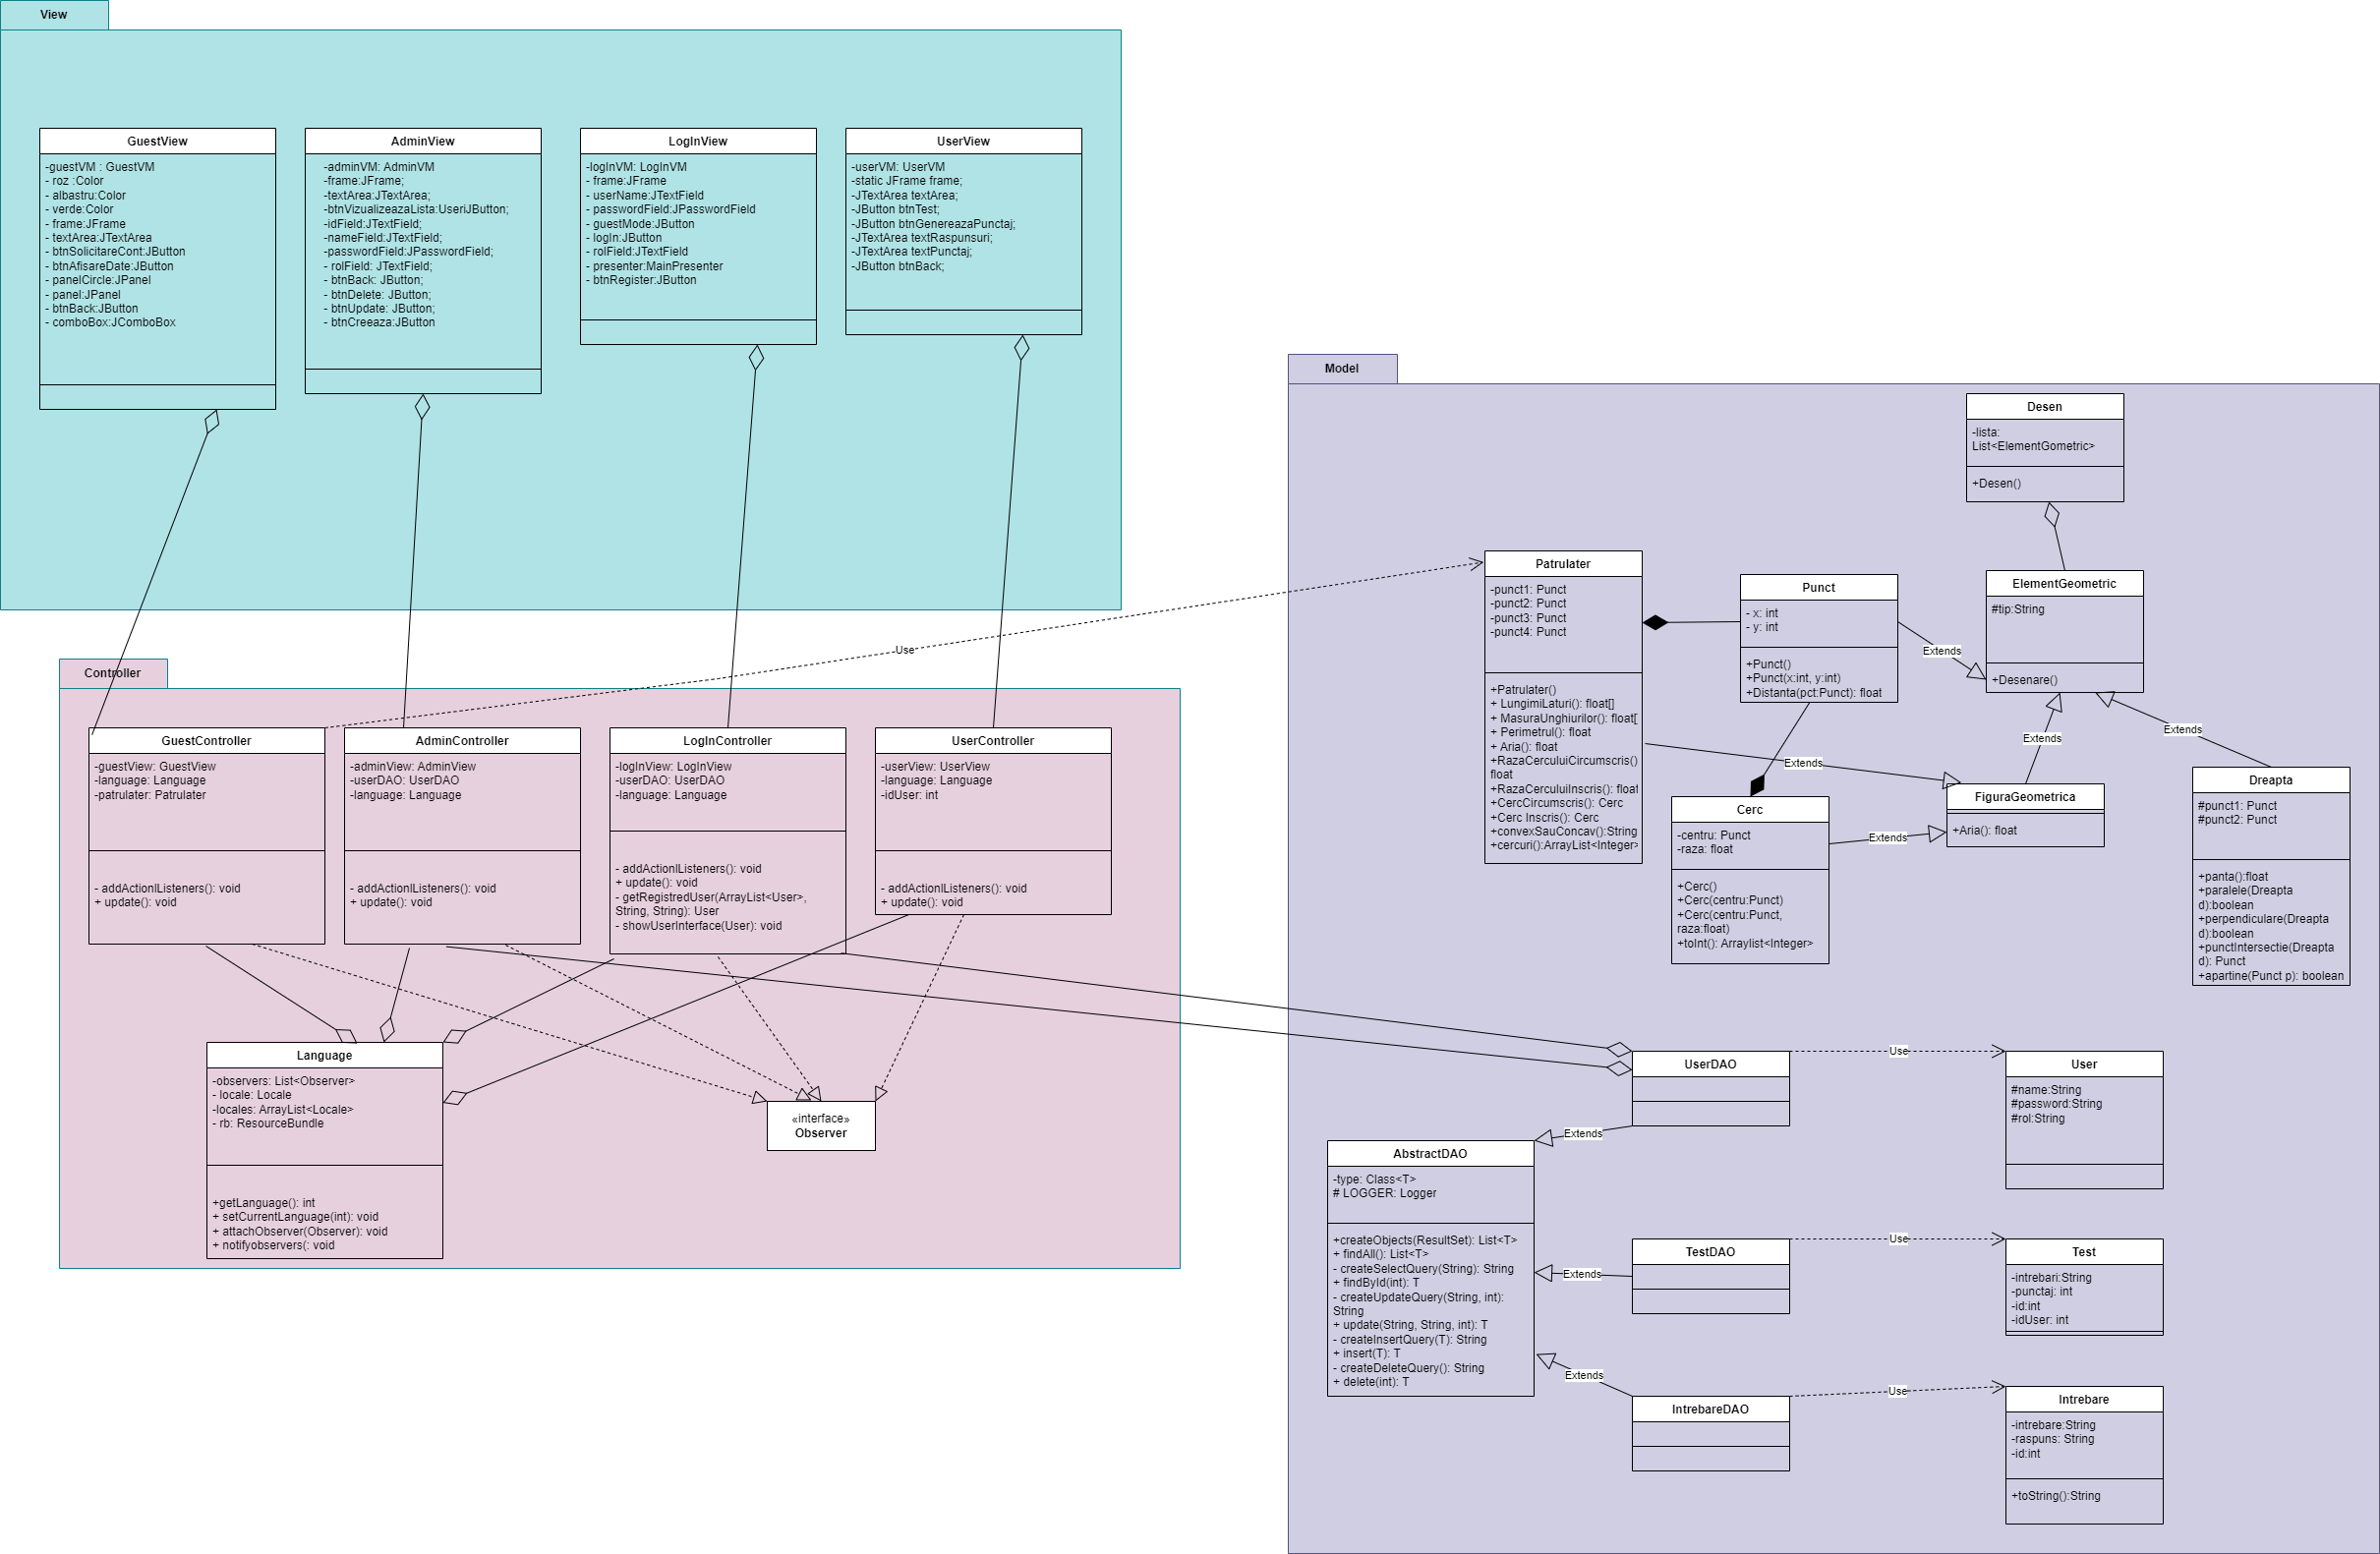 View
GuestView
-guestVM : GuestVM
- roz :Color
- albastru:Color
- verde:Color
- frame:JFrame
- textArea:JTextArea
- btnSolicitareCont:JButton
- btnAfisareDate:JButton
- panelCircle:JPanel
- panel:JPanel
- btnBack:JButton
- comboBox:JComboBox
AdminView
-adminVM: AdminVM
-frame:JFrame;
-textArea:JTextArea;
-btnVizualizeazaLista:UseriJButton;
-idField:JTextField;
-nameField:JTextField;
-passwordField:JPasswordField;
- rolField: JTextField;
- btnBack: JButton;
- btnDelete: JButton;
- btnUpdate: JButton;
- btnCreeaza:JButton
LogInView
-logInVM: LogInVM
- frame:JFrame
- userName:JTextField
- passwordField:JPasswordField
- guestMode:JButton
- logIn:JButton
- rolField:JTextField
- presenter:MainPresenter
- btnRegister:JButton
UserView
-userVM: UserVM
-static JFrame frame;
-JTextArea textArea;
-JButton btnTest;
-JButton btnGenereazaPunctaj;
-JTextArea textRaspunsuri;
-JTextArea textPunctaj;
-JButton btnBack;
Controller
Use
GuestController
-guestView: GuestView
-language: Language
-patrulater: Patrulater
- addActionlListeners(): void
+ update(): void
AdminController
-adminView: AdminView
-userDAO: UserDAO
-language: Language
- addActionlListeners(): void
+ update(): void
LogInController
-logInView: LogInView
-userDAO: UserDAO
-language: Language
- addActionlListeners(): void
+ update(): void
- getRegistredUser(ArrayList<User>,
String, String): User
- showUserInterface(User): void
UserController
-userView: UserView
-language: Language
-idUser: int
- addActionlListeners(): void
+ update(): void
Language
-observers: List<Observer>
- locale: Locale
-locales: ArrayList<Locale>
- rb: ResourceBundle
+getLanguage(): int
+ setCurrentLanguage(int): void
+ attachObserver(Observer): void
+ notifyobservers(: void
«interface»
Observer
Model
Desen
-lista:
List<ElementGometric>
+Desen()
Patrulater
-punct1: Punct
-punct2: Punct
-punct3: Punct
-punct4: Punct
+Patrulater()
+ LungimiLaturi(): float[]
+ MasuraUnghiurilor(): float[
+ Perimetrul(): float
+ Aria(): float
+RazaCerculuiCircumscris()
float
+RazaCerculuiInscris(): float
+CercCircumscris(): Cerc
+Cerc Inscris(): Cerc
+convexSauConcav():String
+cercuri():ArrayList<Integer>
Punct
- x: int
- y: int
+Punct()
+Punct(x:int, y:int)
+Distanta(pct:Punct): float
ElementGeometric
#tip:String
+Desenare()
Extends
Extends
Extends
Extends
Extends
Cerc
-centru: Punct
-raza: float
+Cerc()
+Cerc(centru:Punct)
+Cerc(centru:Punct,
raza:float)
+toInt(): Arraylist<Integer>
FiguraGeometrica
+Aria(): float
Dreapta
#punct1: Punct
#punct2: Punct
+panta():float
+paralele(Dreapta
d):boolean
+perpendiculare(Dreapta
d):boolean
+punctIntersectie(Dreapta
d): Punct
+apartine(Punct p): boolean
UserDAO
Use
User
#name:String
#password:String
#rol:String
Extends
AbstractDAO
-type: Class<T>
# LOGGER: Logger
+createObjects(ResultSet): List<T>
+ findAll(): List<T>
- createSelectQuery(String): String
+ findById(int): T
- createUpdateQuery(String, int):
String
+ update(String, String, int): T
- createInsertQuery(T): String
+ insert(T): T
- createDeleteQuery(): String
+ delete(int): T
Extends
TestDAO
Use
Test
-intrebari:String
-punctaj: int
-id:int
-idUser: int
Extends
IntrebareDAO
Use
Intrebare
-intrebare:String
-raspuns: String
-id:int
+toString():String